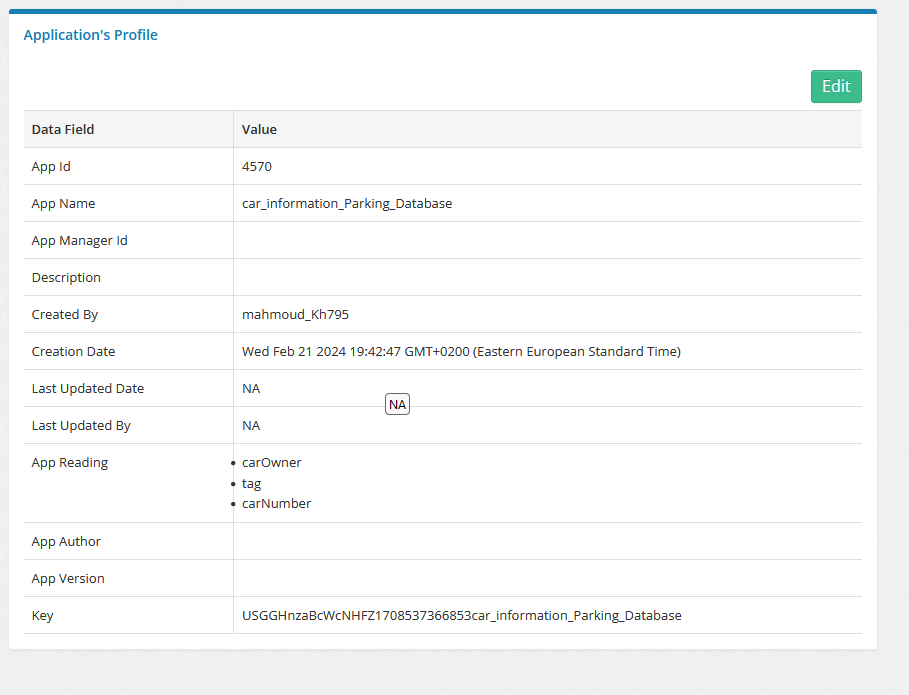 Application's Profile
Edit
Data Field Value
App Id 4570
App Name car_information_Parking_Database
App Manager Id
Description
Created By mahmoud_Kh795
Creation Date Wed Feb 21 2024 19:42:47 GMT+0200 (Eastern European Standard Time)
Last Updated Date NA
NA
Last Updated By NA
App Reading • carOwner
• tag
• carNumber
App Author
App Version
Key USGGHnzaBcWcNHFZ1708537366853car_information_Parking_Database